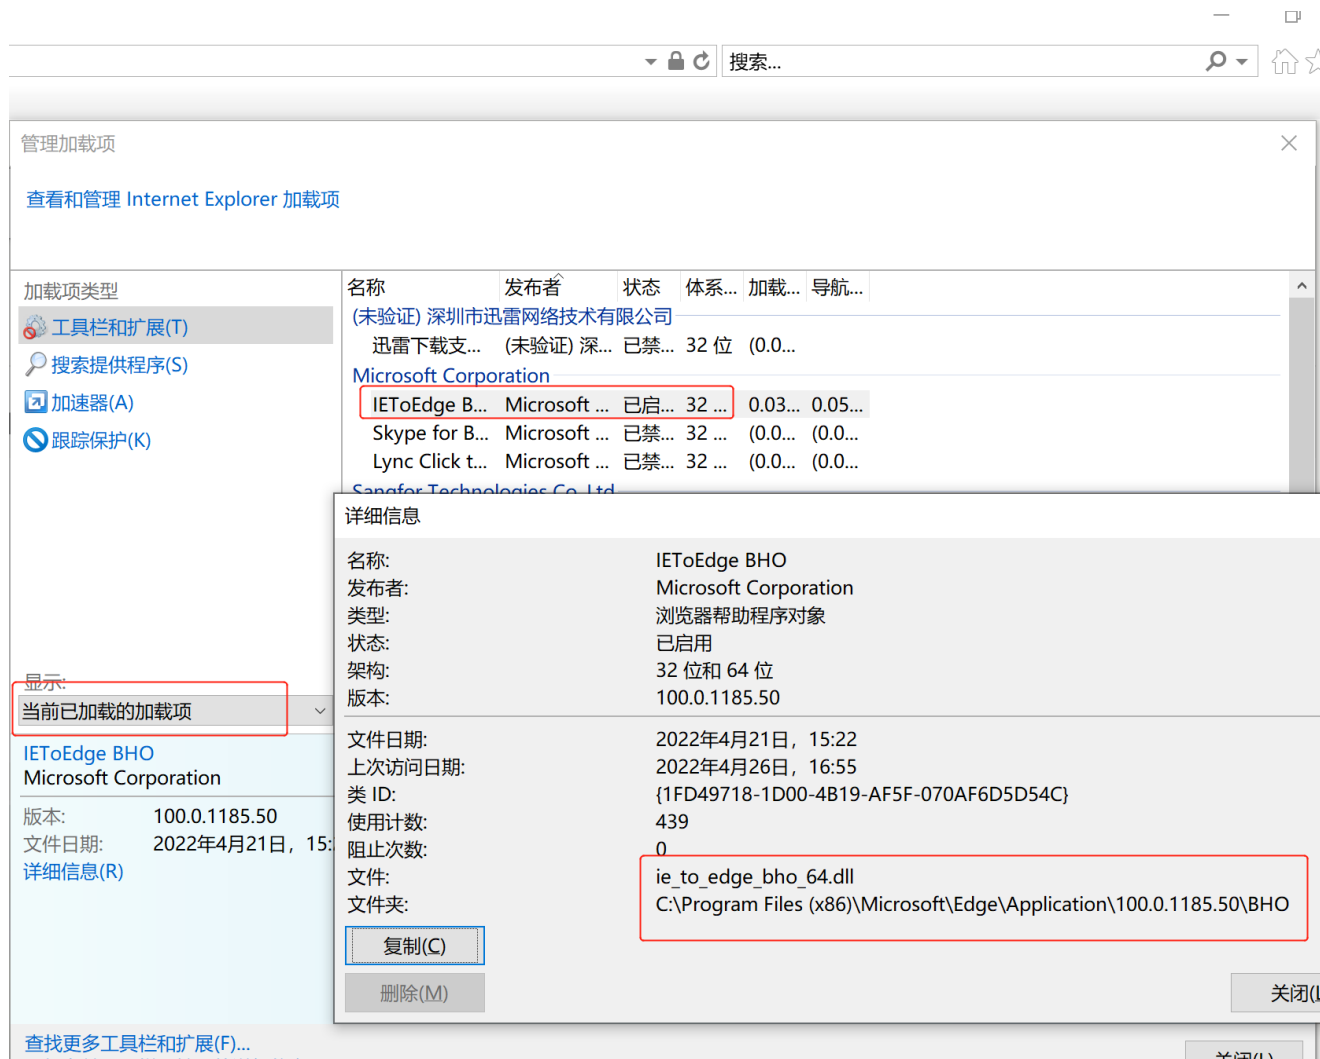 搜索...
管理加载项
查看和管理 Internet Explorer 加载项
加载项类型
工具栏和扩展(T)
搜索提供程序(S)
加速器(A)
跟踪保护(K)
名称 发布者 状态 体系... 加载... 导航...
(未验证) 深圳市迅雷网络技术有限公司
迅雷下载支... (未验证) 深... 已禁... 32 位 (0.0...
Microsoft Corporation
IEToEdge B... Microsoft ... 已启... 32 ... 0.03... 0.05...
Skype for B... Microsoft ... 已禁... 32 ... (0.0... (0.0...
Lync Click t... Microsoft ... 已禁... 32 ... (0.0... (0.0...
Sangfor Technologies Co. Ltd
显示:
当前已加载的加载项
IEToEdge BHO
Microsoft Corporation
版本: 100.0.1185.50
文件日期: 2022年4月21日，15:
详细信息(R)
查找更多工具栏和扩展(F)...
详细信息
名称: IEToEdge BHO
发布者: Microsoft Corporation
类型: 浏览器帮助程序对象
状态: 已启用
架构: 32 位和 64 位
版本: 100.0.1185.50
文件日期: 2022年4月21日，15:22
上次访问日期: 2022年4月26日，16:55
类 ID: {1FD49718-1D00-4B19-AF5F-070AF6D5D54C}
使用计数: 439
阻止次数: 0
文件: ie_to_edge_bho_64.dll
文件夹: C:\Program Files (x86)\Microsoft\Edge\Application\100.0.1185.50\BHO
复制(C)
删除(M)
关闭(L
关闭(L)